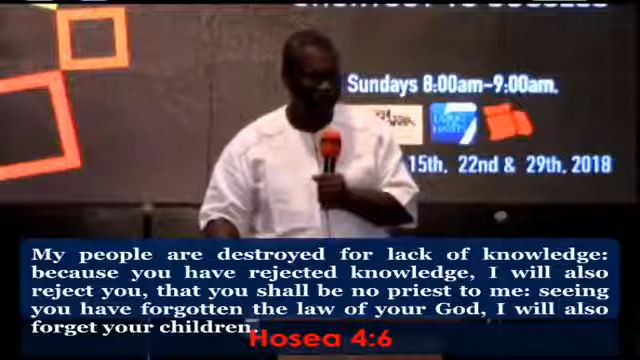 Sundays 8:00am-9:00am.
15th, 22nd & 29th, 2018
My people are destroyed for lack of knowledge:
because you have rejected knowledge, I will also
reject you, that you shall be no priest to me: seeing
you have forgotten the law of your God, I will also
forget your children.
Hosea 4:6